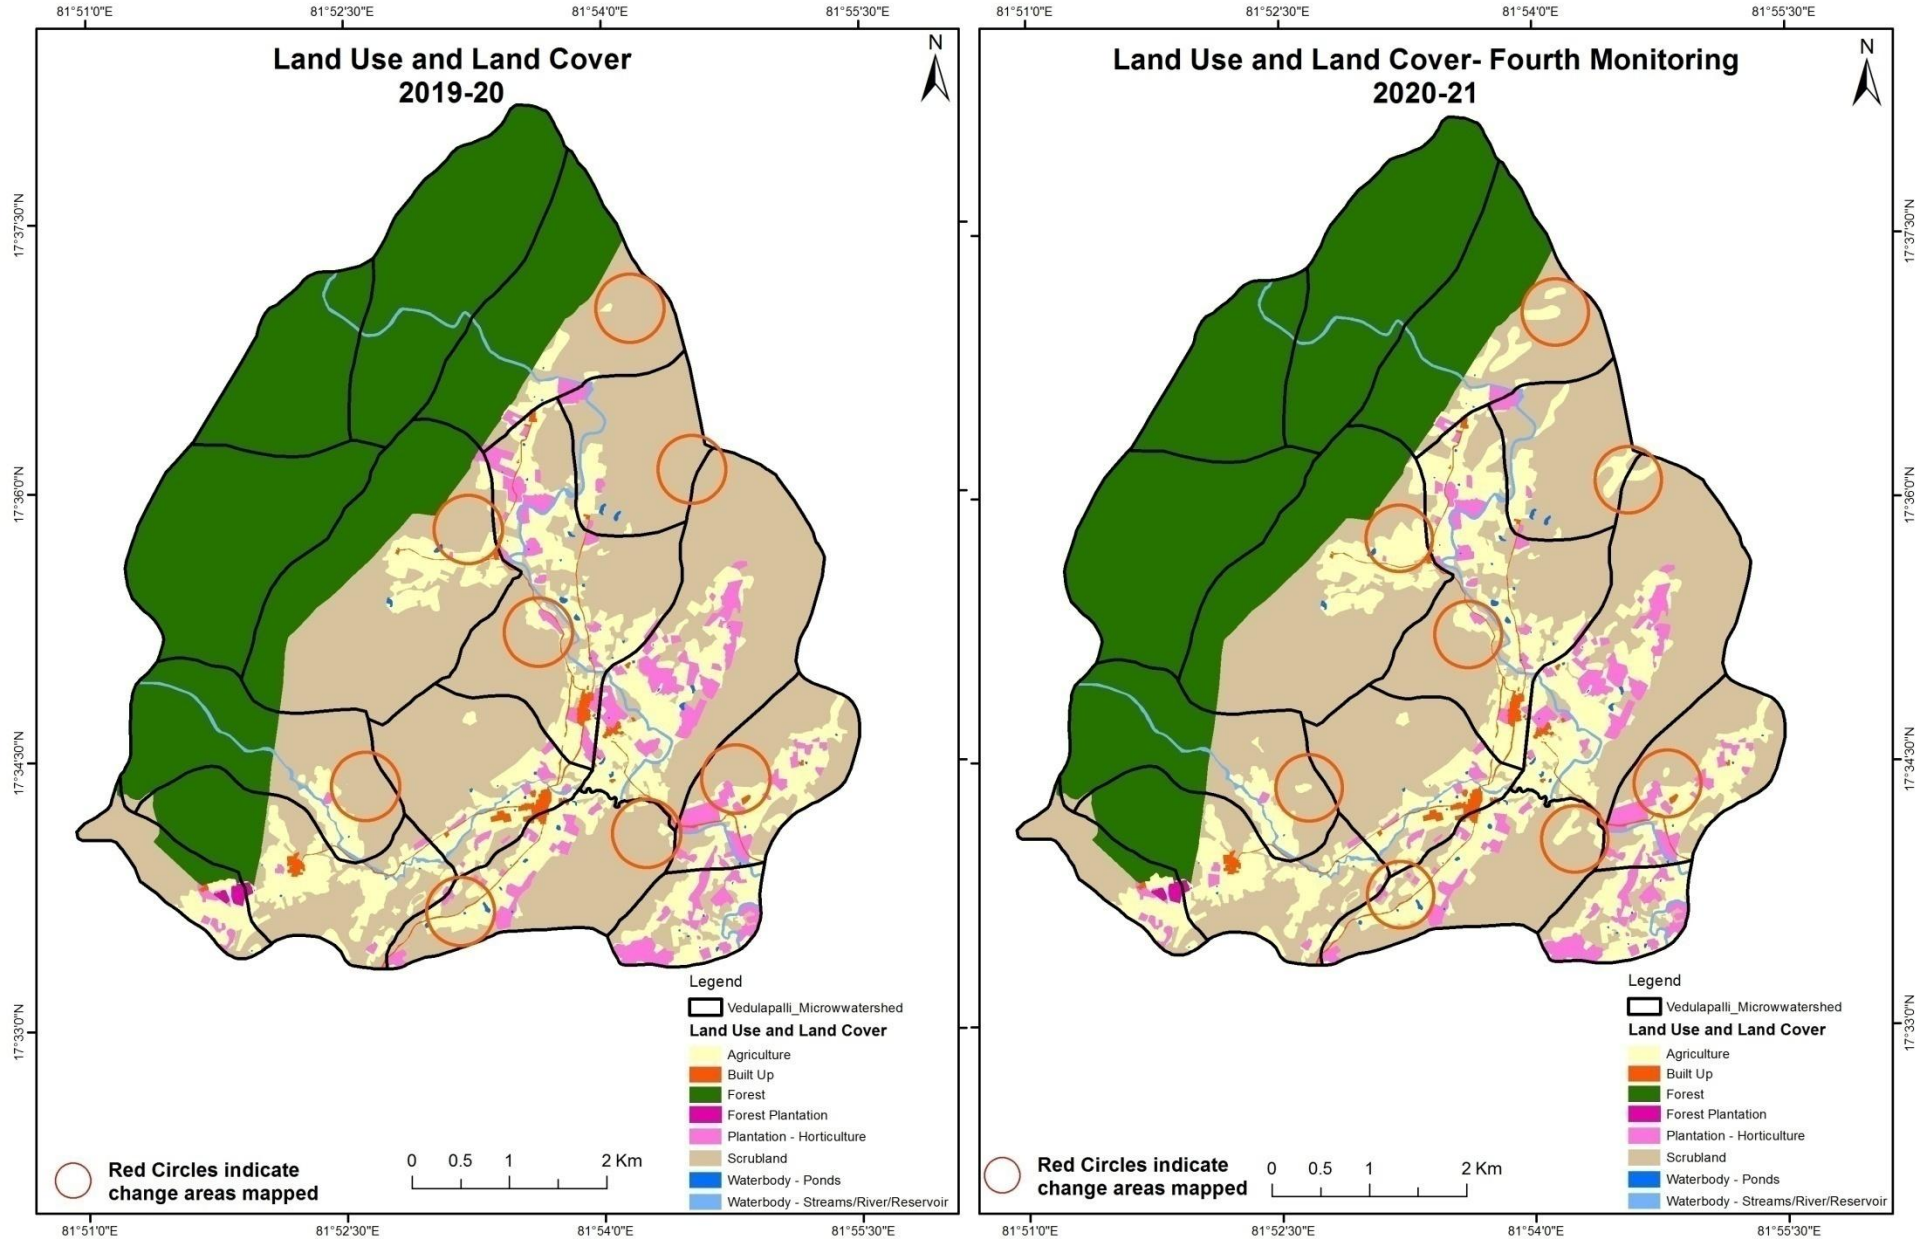 81°51'0"E
81°52'30"E
81°54'0"E
81°55'30"E
Land Use and Land Cover
2019-20
N
17°37'30"N
17°36'0"N
17°34'30"N
17°33'0"N
Legend
Vedulapalli_Microwwatershed
Land Use and Land Cover
Agriculture
Built Up
Forest
Forest Plantation
Plantation - Horticulture
Scrubland
Waterbody - Ponds
Waterbody - Streams/River/Reservoir
Red Circles indicate
change areas mapped
0 0.5 1 2 Km
81°51'0"E
81°52'30"E
81°54'0"E
81°55'30"E
81°51'0"E
81°52'30"E
81°54'0"E
81°55'30"E
Land Use and Land Cover- Fourth Monitoring
2020-21
N
17°37'30"N
17°36'0"N
17°34'30"N
17°33'0"N
Legend
Vedulapalli_Microwwatershed
Land Use and Land Cover
Agriculture
Built Up
Forest
Forest Plantation
Plantation - Horticulture
Scrubland
Waterbody - Ponds
Waterbody - Streams/River/Reservoir
Red Circles indicate
change areas mapped
0 0.5 1 2 Km
81°51'0"E
81°52'30"E
81°54'0"E
81°55'30"E